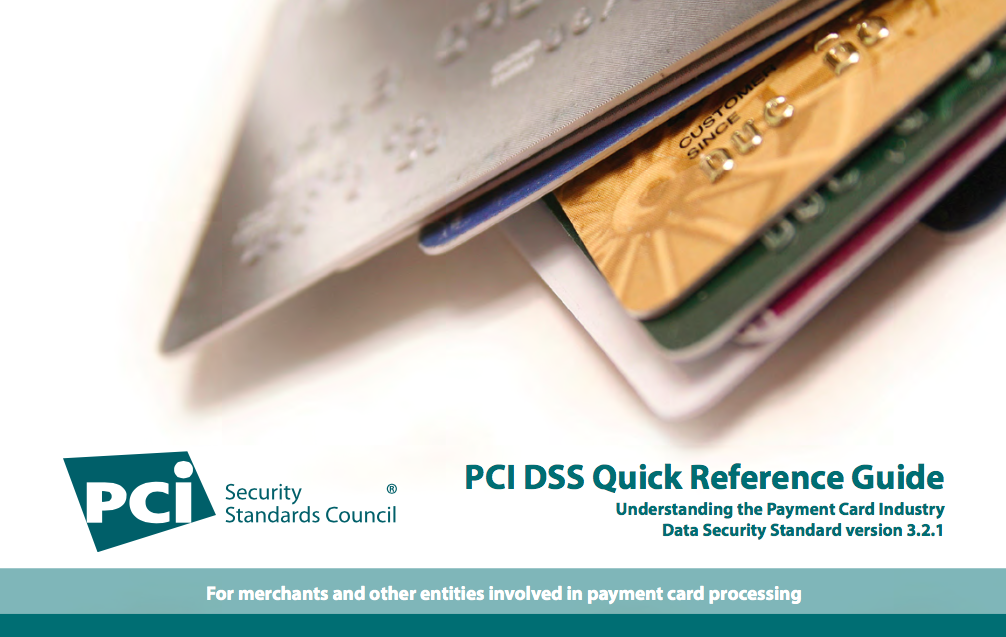 CUSTOMER
SINCE
PCi
Security ®
Standards Council
PCI DSS Quick Reference Guide
Understanding the Payment Card Industry
Data Security Standard version 3.2.1
For merchants and other entities involved in payment card processing